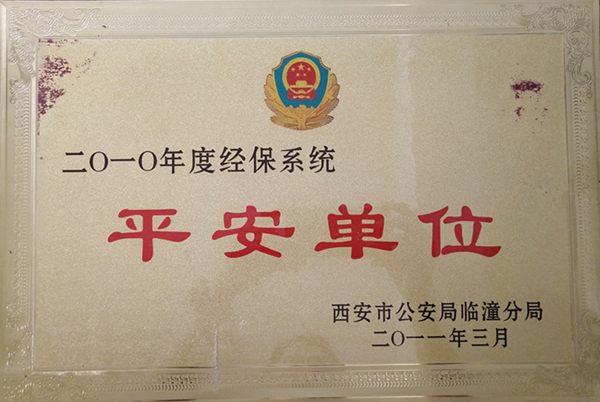 二〇一〇年度经保系统
平安单位
西安市公安局临潼分局
二〇一一年三月